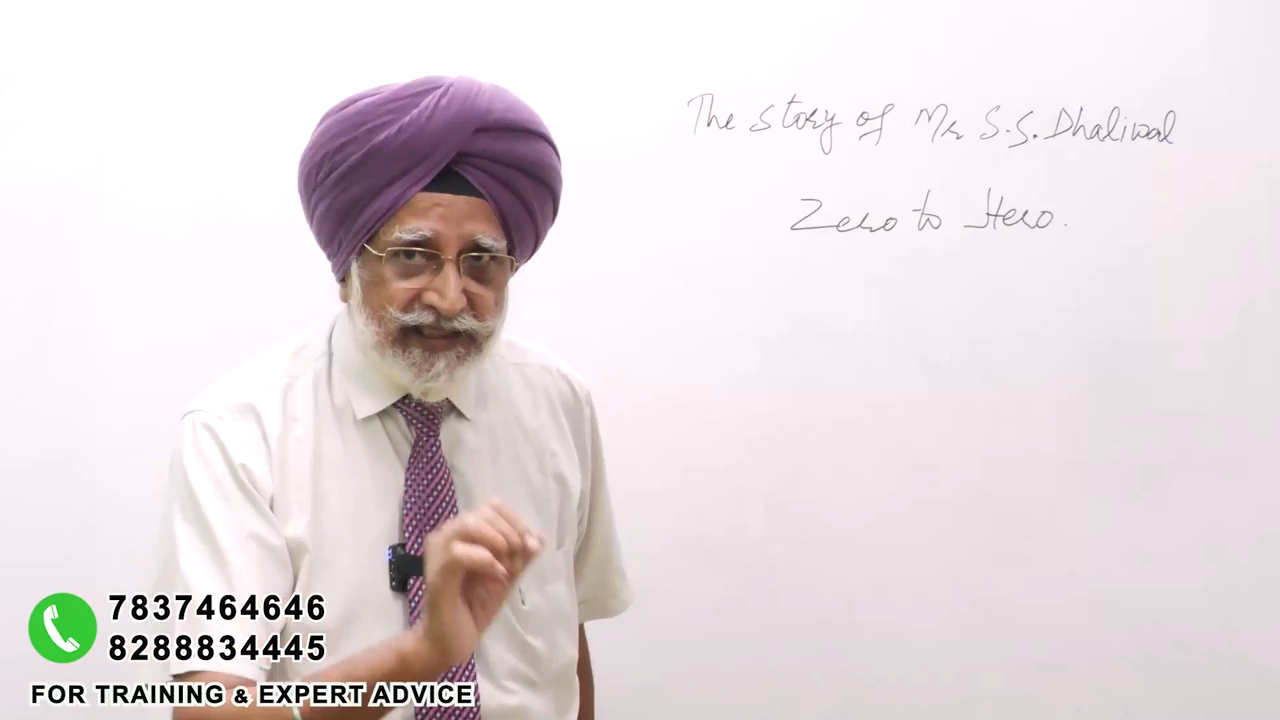 The story of Mr S.S. Dhaliwal
Zero to Hero.
7837464646
8288834445
FOR TRAINING & EXPERT ADVICE